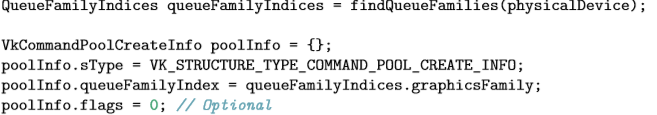 QueueFamilyIndices queueFamilyIndices = findQueueFamilies(physicalDevice);
VkCommandPoolCreateInfo poolInfo = {};
poolInfo.sType = VK_STRUCTURE_TYPE_COMMAND_POOL_CREATE_INFO;
poolInfo.queueFamilyIndex = queueFamilyIndices.graphicsFamily;
poolInfo.flags = 0; // Optional